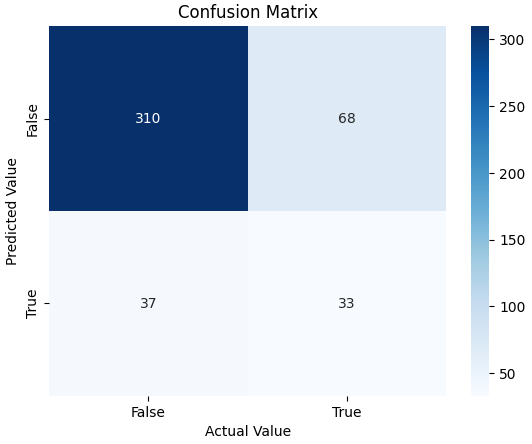 Confusion Matrix
Predicted Value
False
True
310
68
37
33
False
True
Actual Value
300
250
200
150
100
50